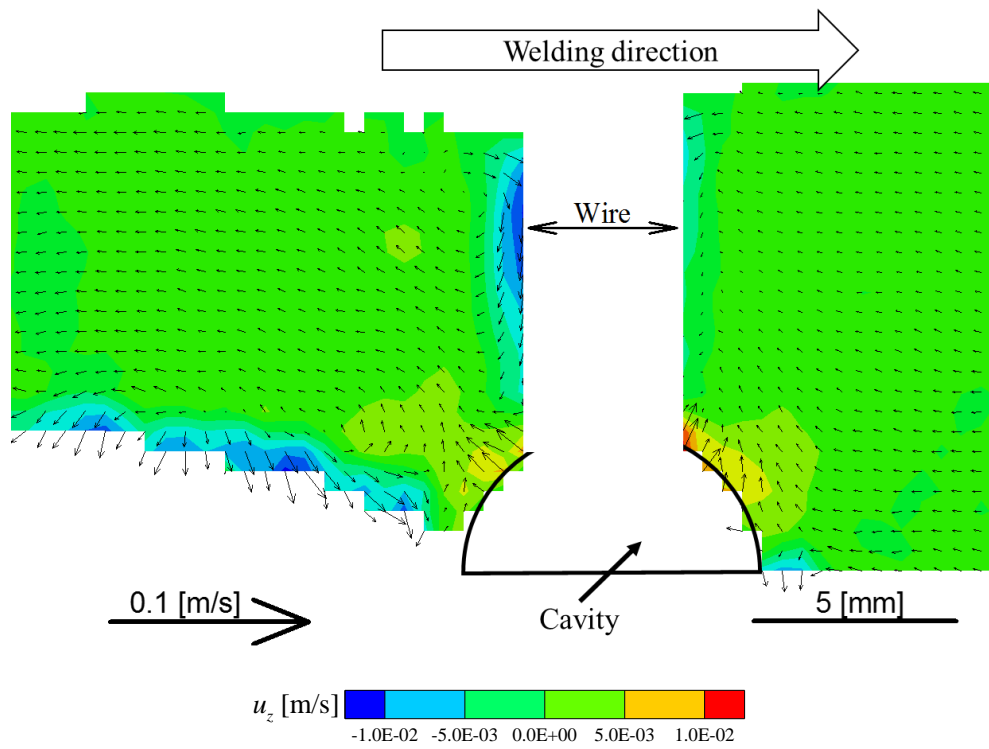 Welding direction
Wire
0.1 [m/s]
5 [mm]
Cavity
u_z [m/s]
-1.0E-02 -5.0E-03 0.0E+00 5.0E-03 1.0E-02